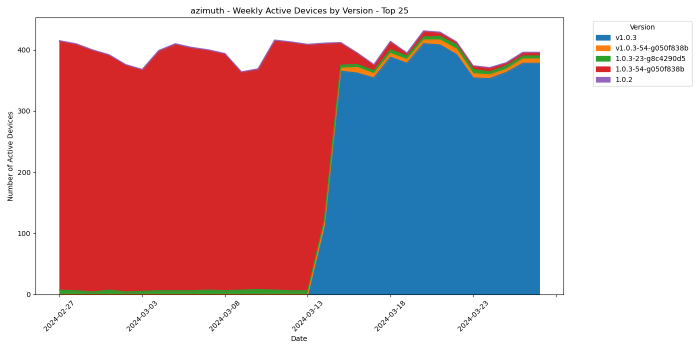 azimuth - Weekly Active Devices by Version - Top 25
Number of Active Devices
400
300
200
100
0
2024-02-27
2024-03-03
2024-03-08
2024-03-13
2024-03-18
2024-03-23
Date
Version
v1.0.3
v1.0.3-54-g050f838b
1.0.3-23-g8c4290d5
1.0.3-54-g050f838b
1.0.2